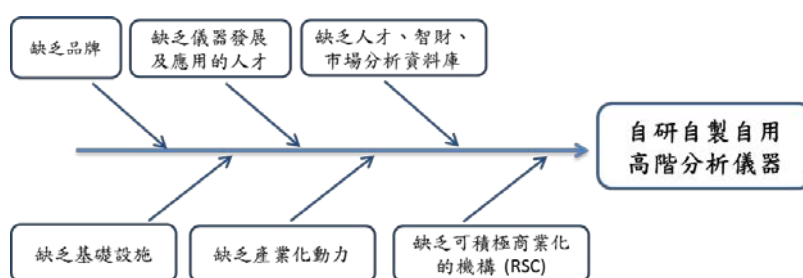 缺乏品牌
缺乏儀器發展
及應用的人才
缺乏人才、智財、
市場分析資料庫
自研自製自用
高階分析儀器
缺乏基礎設施
缺乏產業化動力
缺乏可積極商業化
的機構 (RSC)